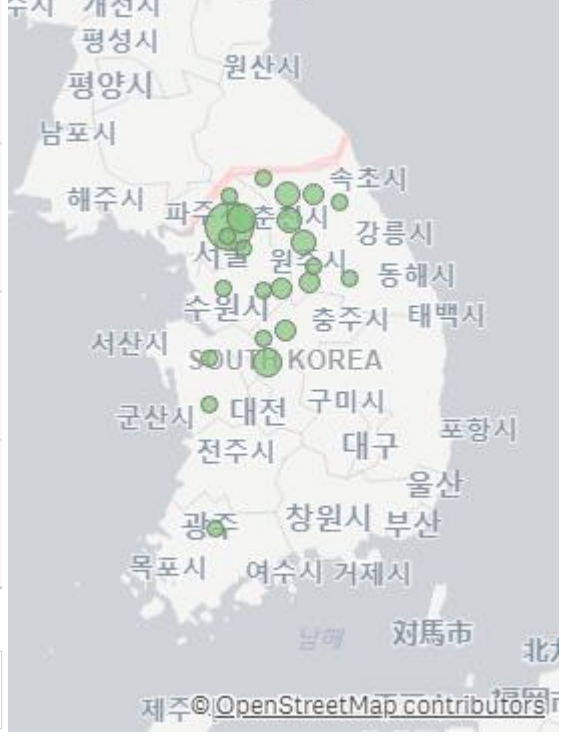 개천시
평성시
원산시
평양시
남포시
해주시
속초시
파주
춘천시
강릉시
서울
원주시
동해시
수원시
충주시
태백시
서산시
SOUTH KOREA
군산시
대전
구미시
포항시
전주시
대구
울산
광주
창원시
부산
목포시
여수시
거제시
남해
対馬市
제주
© OpenStreetMap contributors